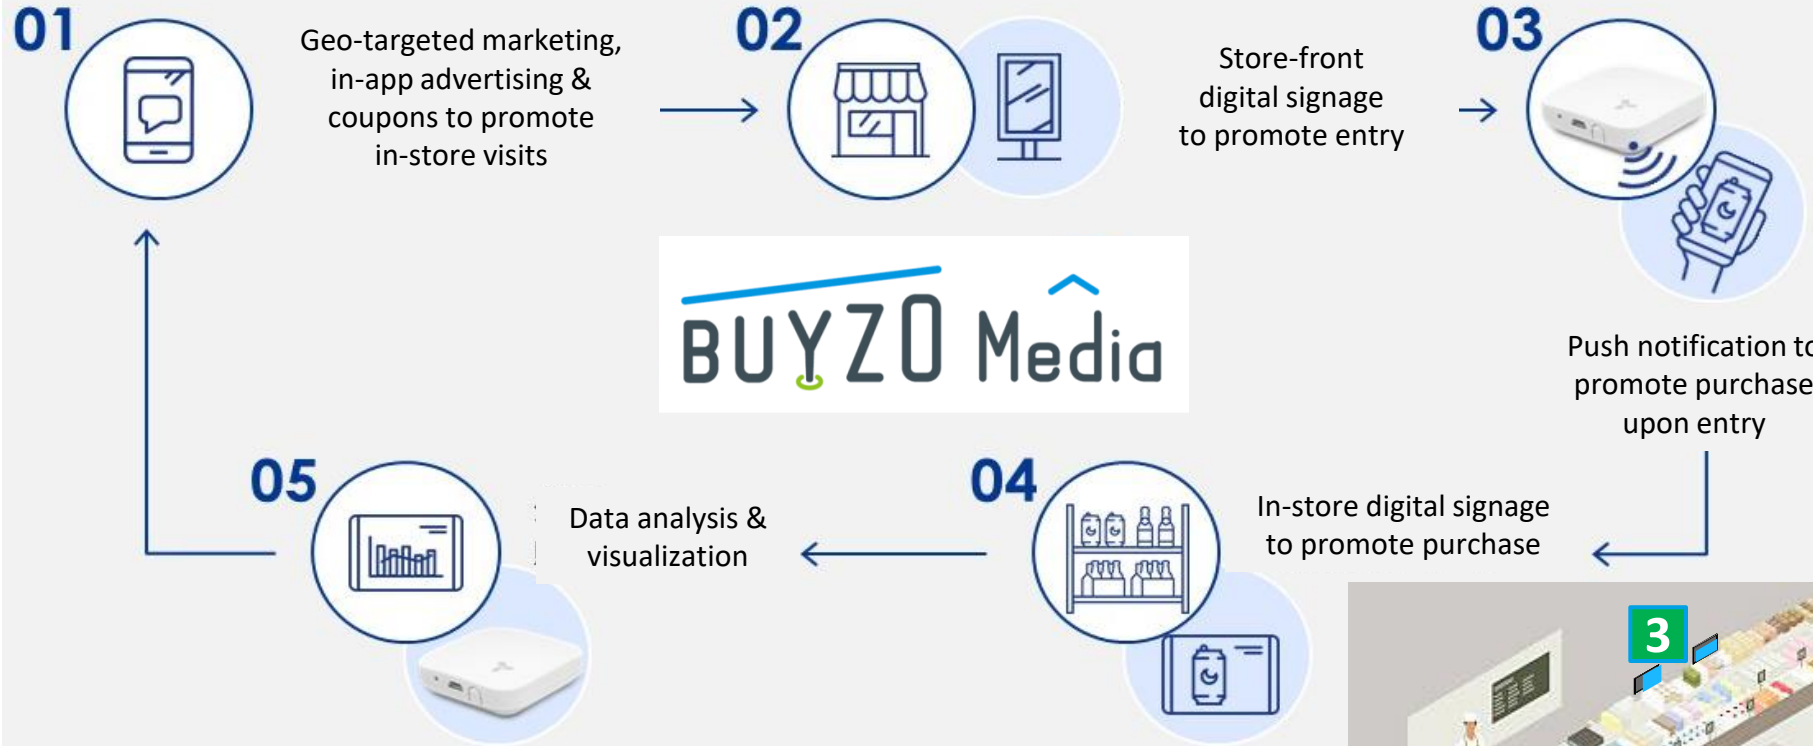 01
Geo-targeted marketing,
in-app advertising &
coupons to promote
in-store visits
02
Store-front
digital signage
to promote entry
03
Push notification to
promote purchase
upon entry
BUYZO Media
04
In-store digital signage
to promote purchase
05
Data analysis &
visualization
3